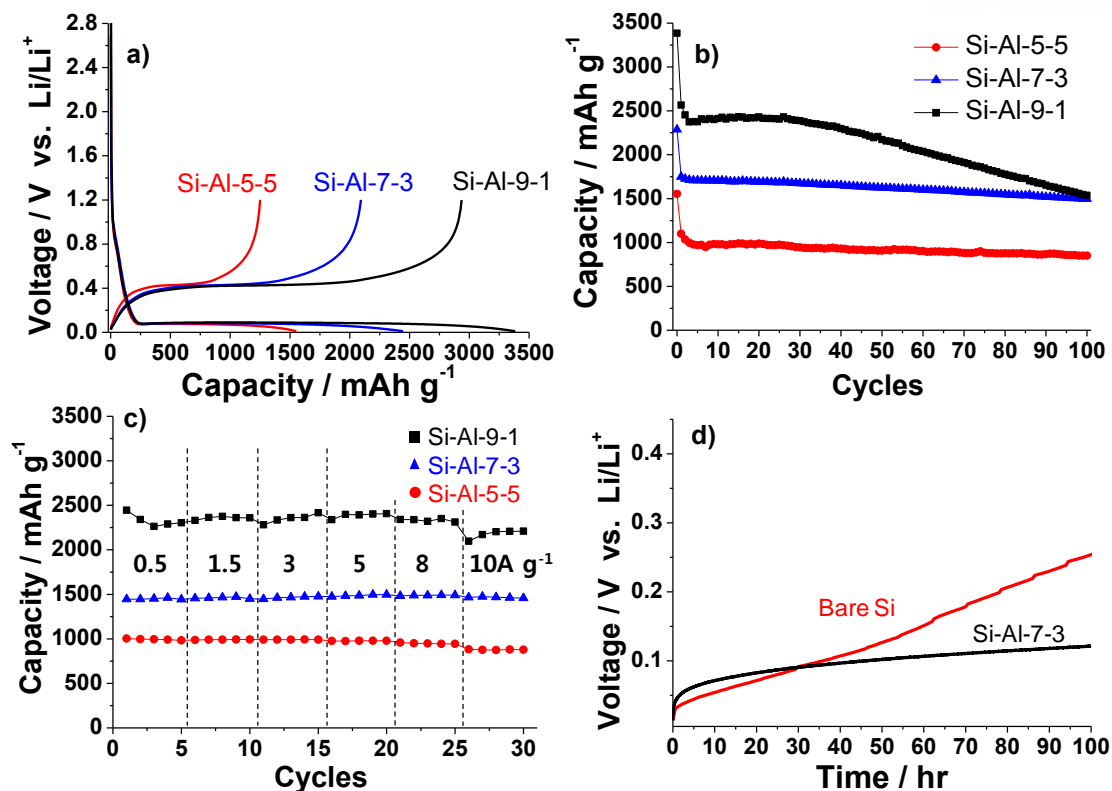 a)
Voltage / V vs. Li/Li+
2.8
2.4
2.0
1.6
1.2
0.8
0.4
0.0
Si-Al-5-5 Si-Al-7-3 Si-Al-9-1
0 500 1000 1500 2000 2500 3000 3500
Capacity / mAh g-1
b)
Capacity / mAh g-1
3500
3000
2500
2000
1500
1000
500
0
Si-Al-5-5
Si-Al-7-3
Si-Al-9-1
0 10 20 30 40 50 60 70 80 90 100
Cycles
c)
Capacity / mAh g-1
3500
3000
2500
2000
1500
1000
500
0
Si-Al-9-1
Si-Al-7-3
Si-Al-5-5
0.5 1.5 3 5 8 10A g-1
0 5 10 15 20 25 30
Cycles
d)
Voltage / V vs. Li/Li+
0.4
0.3
0.2
0.1
Bare Si
Si-Al-7-3
0 10 20 30 40 50 60 70 80 90 100
Time / hr